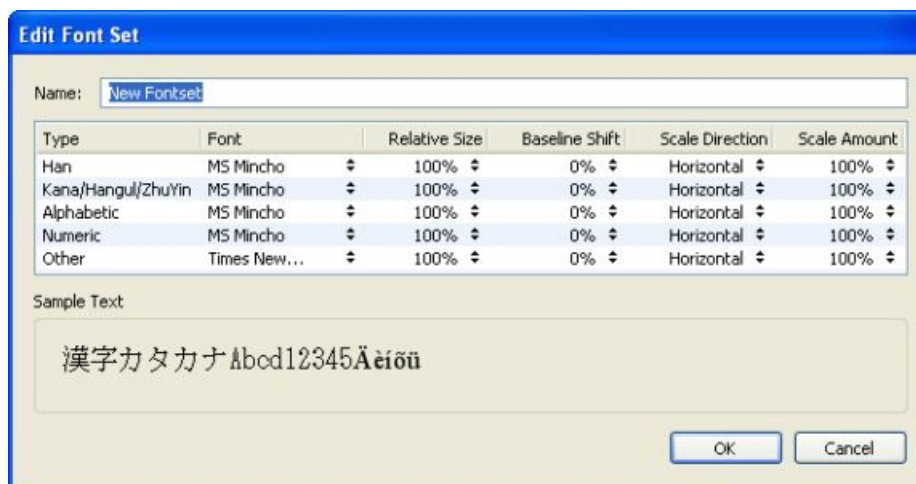 Edit Font Set
Name: New Fontset
Type Font Relative Size Baseline Shift Scale Direction Scale Amount
Han MS Mincho 100% 0% Horizontal 100%
Kana/Hangul/ZhuYin MS Mincho 100% 0% Horizontal 100%
Alphabetic MS Mincho 100% 0% Horizontal 100%
Numeric MS Mincho 100% 0% Horizontal 100%
Other Times New... 100% 0% Horizontal 100%
Sample Text
漢字カタカナAbcd12345Äèíõü
OK Cancel